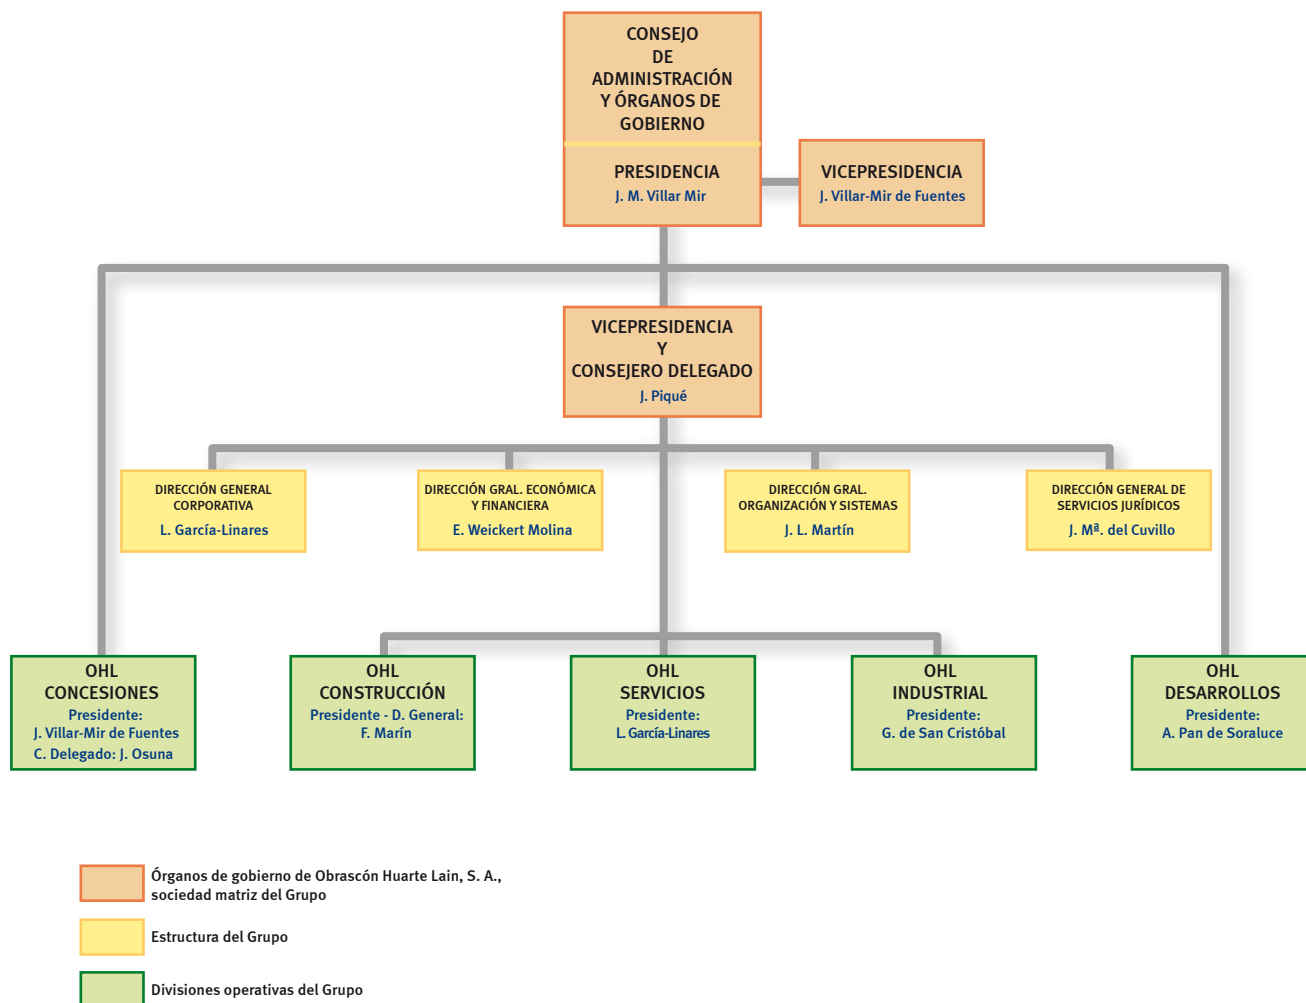 CONSEJO
DE
ADMINISTRACIÓN
Y ÓRGANOS DE
GOBIERNO
PRESIDENCIA
J. M. Villar Mir
VICEPRESIDENCIA
J. Villar-Mir de Fuentes
VICEPRESIDENCIA
Y
CONSEJERO DELEGADO
J. Piqué
DIRECCIÓN GENERAL
CORPORATIVA
L. García-Linares
DIRECCIÓN GRAL. ECONÓMICA
Y FINANCIERA
E. Weickert Molina
DIRECCIÓN GRAL.
ORGANIZACIÓN Y SISTEMAS
J. L. Martín
DIRECCIÓN GENERAL DE
SERVICIOS JURÍDICOS
J. Mª. del Cuvillo
OHL
CONCESIONES
Presidente:
J. Villar-Mir de Fuentes
C. Delegado: J. Osuna
OHL
CONSTRUCCIÓN
Presidente - D. General:
F. Marín
OHL
SERVICIOS
Presidente:
L. García-Linares
OHL
INDUSTRIAL
Presidente:
G. de San Cristóbal
OHL
DESARROLLOS
Presidente:
A. Pan de Soraluce
Órganos de gobierno de Obrascón Huarte Lain, S. A.,
sociedad matriz del Grupo
Estructura del Grupo
Divisiones operativas del Grupo